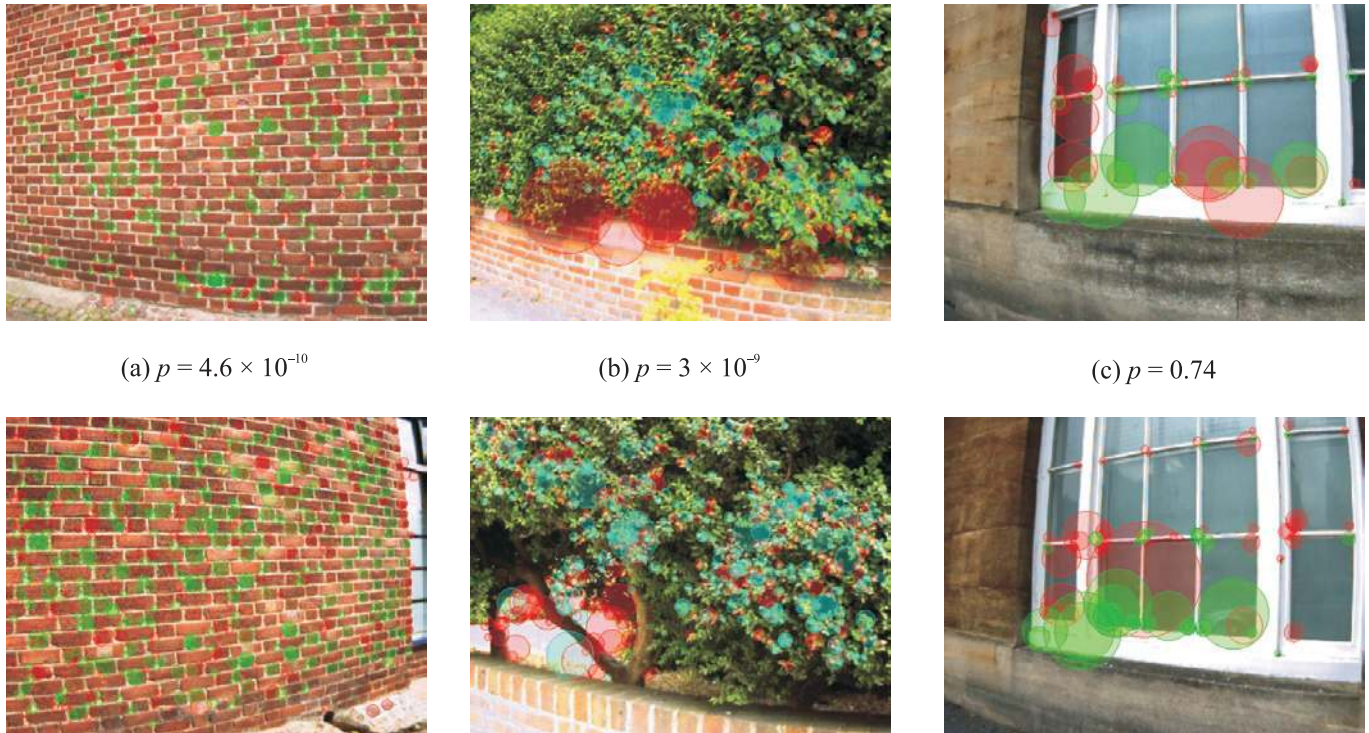 (a) p = 4.6 × 10⁻¹⁰
(b) p = 3 × 10⁻⁹
(c) p = 0.74